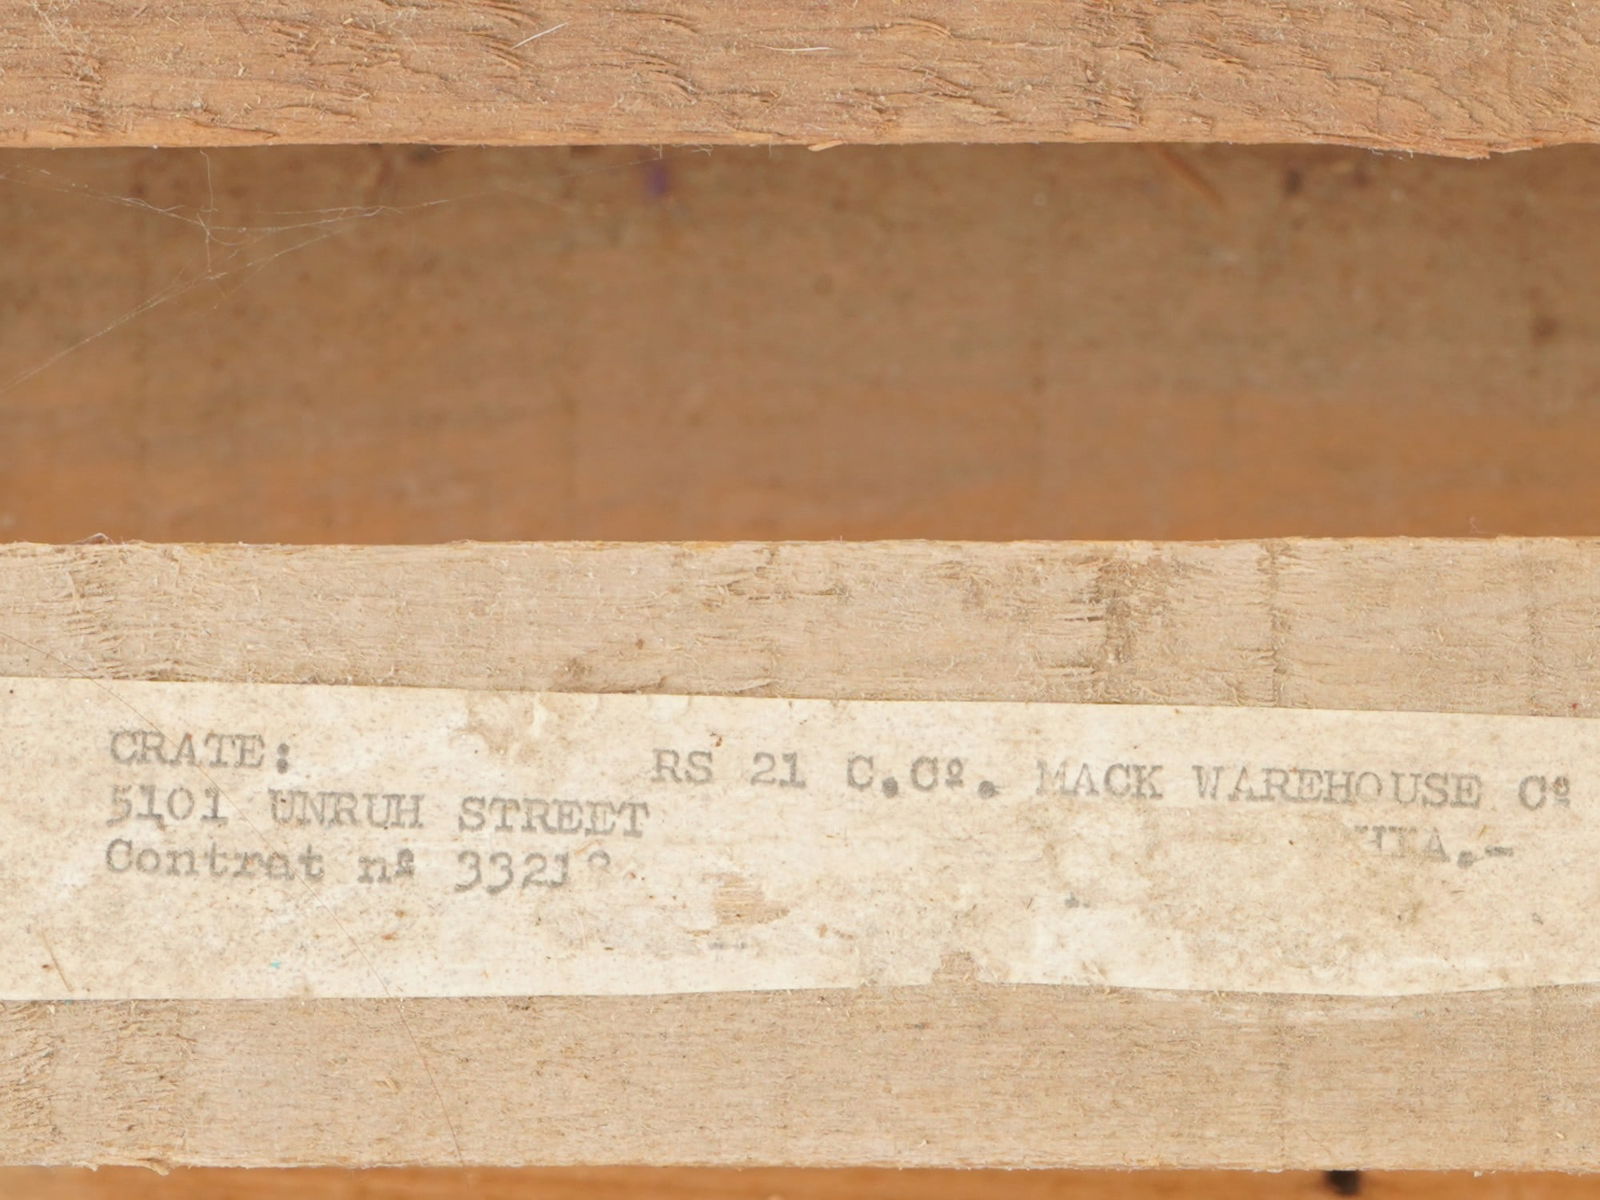 CRATE:
RS 21 C.Cº. MACK WAREHOUSE Cº
5101 UNRUH STREET
Contrat nº